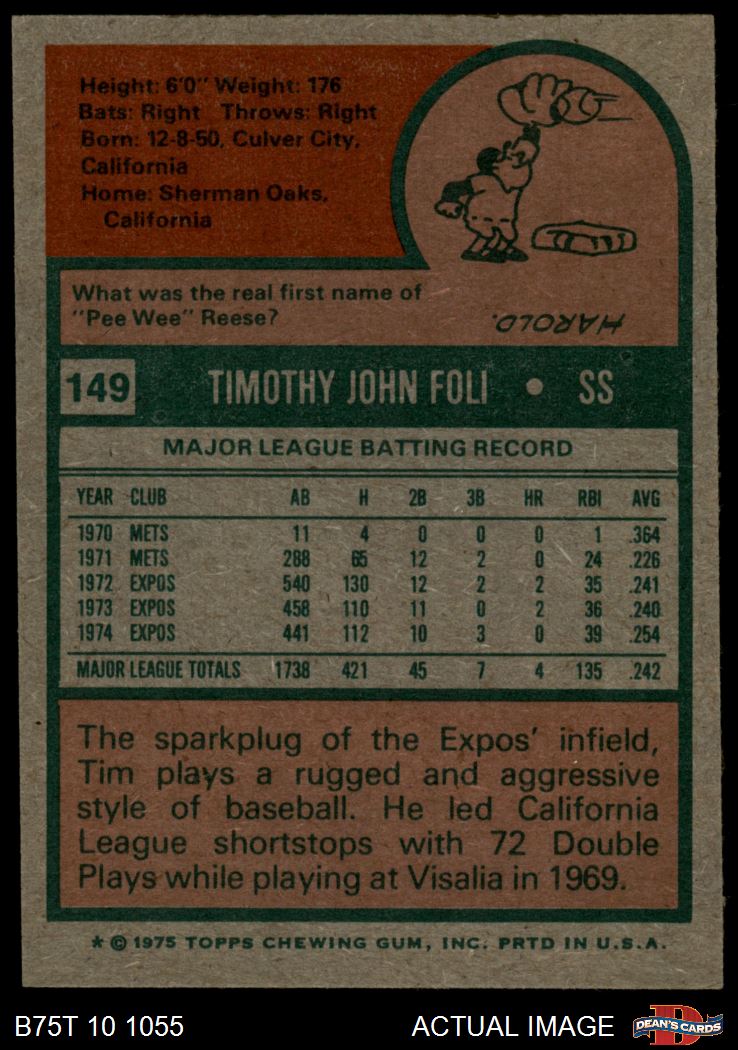 Height: 6'0" Weight: 176
Bats: Right Throws: Right
Born: 12-8-50, Culver City,
California
Home: Sherman Oaks,
California
What was the real first name of
"Pee Wee" Reese?
HAROLD.
149 TIMOTHY JOHN FOLI • SS
MAJOR LEAGUE BATTING RECORD
YEAR CLUB AB H 2B 3B HR RBI AVG
1970 METS 11 4 0 0 0 1 .364
1971 METS 288 65 12 2 0 24 .226
1972 EXPOS 540 130 12 2 2 35 .241
1973 EXPOS 458 110 11 0 2 36 .240
1974 EXPOS 441 112 10 3 0 39 .254
MAJOR LEAGUE TOTALS 1738 421 45 7 4 135 .242
The sparkplug of the Expos' infield,
Tim plays a rugged and aggressive
style of baseball. He led California
League shortstops with 72 Double
Plays while playing at Visalia in 1969.
* © 1975 TOPPS CHEWING GUM, INC. PRTD IN U.S.A.
B75T 10 1055 ACTUAL IMAGE D DEAN'S CARDS